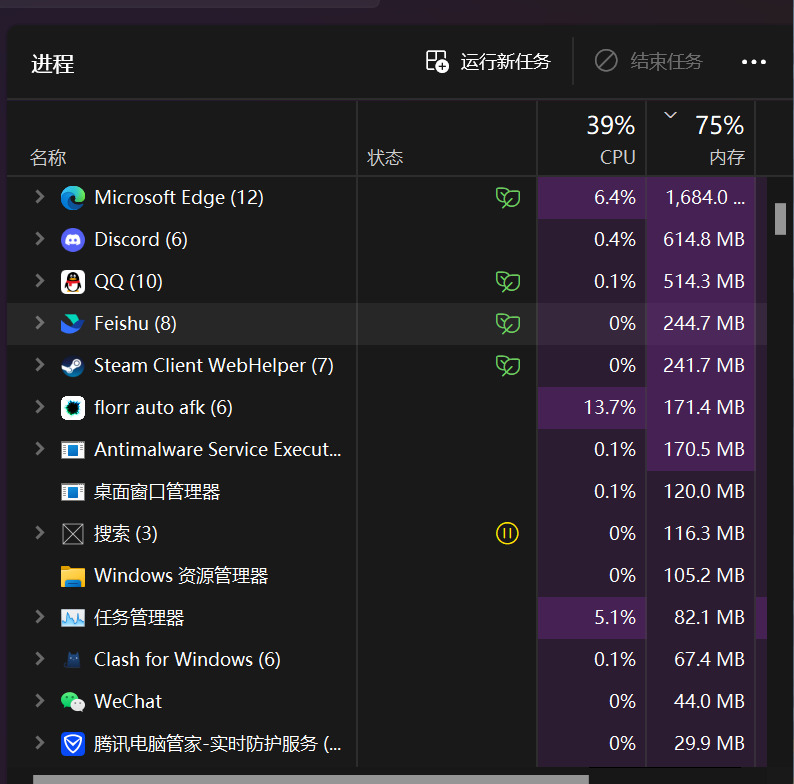 进程 运行新任务 结束任务 ...
39% 75%
名称 状态 CPU 内存
Microsoft Edge (12) 6.4% 1,684.0 ...
Discord (6) 0.4% 614.8 MB
QQ (10) 0.1% 514.3 MB
Feishu (8) 0% 244.7 MB
Steam Client WebHelper (7) 0% 241.7 MB
florr auto afk (6) 13.7% 171.4 MB
Antimalware Service Execut... 0.1% 170.5 MB
桌面窗口管理器 0.1% 120.0 MB
搜索 (3) 0% 116.3 MB
Windows 资源管理器 0% 105.2 MB
任务管理器 5.1% 82.1 MB
Clash for Windows (6) 0.1% 67.4 MB
WeChat 0% 44.0 MB
腾讯电脑管家-实时防护服务 (... 0% 29.9 MB